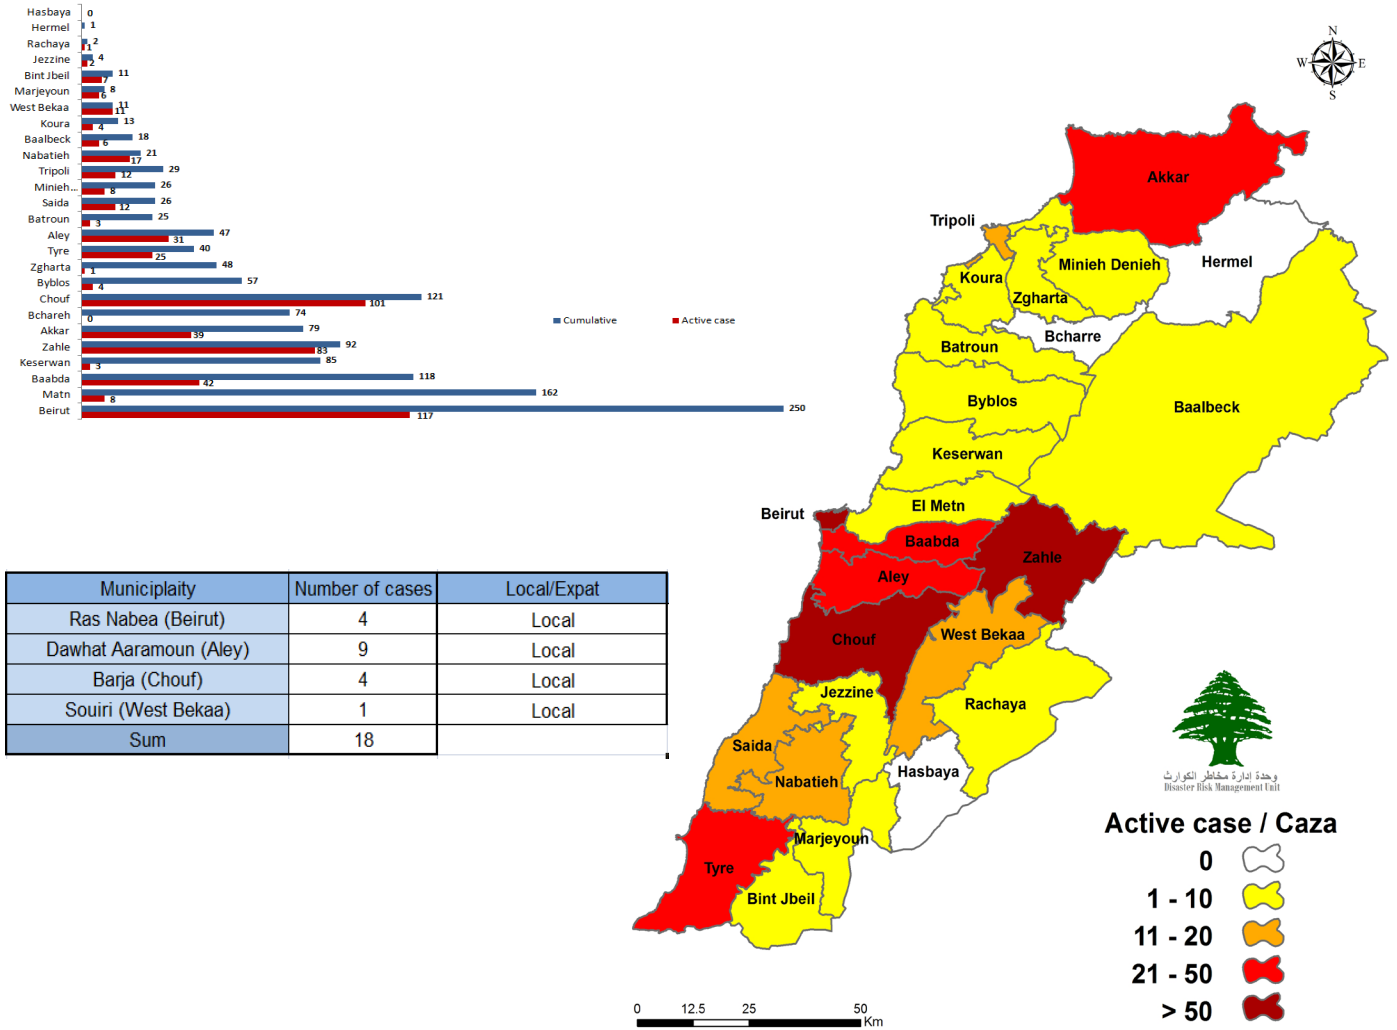 Hasbaya 0
Hermel 1
Rachaya 2 1
Jezzine 4 2
Bint Jbeil 11 7
Marjeyoun 8 6
West Bekaa 11 11
Koura 13 4
Baalbeck 18 6
Nabatieh 21 17
Tripoli 29 12
Minieh... 26 8
Saida 26 12
Batroun 25 3
Aley 47 31
Tyre 40 25
Zgharta 48 1
Byblos 57 4
Chouf 121 101
Bchareh 74 0
Akkar 79 39
Zahle 92 83
Keserwan 85 3
Baabda 118 42
Matn 162 8
Beirut 250 117
Cumulative Active case
Municiplaity Number of cases Local/Expat
Ras Nabea (Beirut) 4 Local
Dawhat Aaramoun (Aley) 9 Local
Barja (Chouf) 4 Local
Souiri (West Bekaa) 1 Local
Sum 18
N
W E
S
Akkar
Tripoli
Hermel
Minieh Denieh
Koura
Zgharta
Bcharre
Batroun
Byblos
Baalbeck
Keserwan
El Metn
Beirut
Baabda
Zahle
Aley
Chouf
West Bekaa
Jezzine
Rachaya
Saida
Hasbaya
Nabatieh
Marjeyoun
Tyre
Bint Jbeil
وحدة إدارة مخاطر الكوارث
Disaster Risk Management Unit
Active case / Caza
0
1 - 10
11 - 20
21 - 50
> 50
0 12.5 25 50
Km